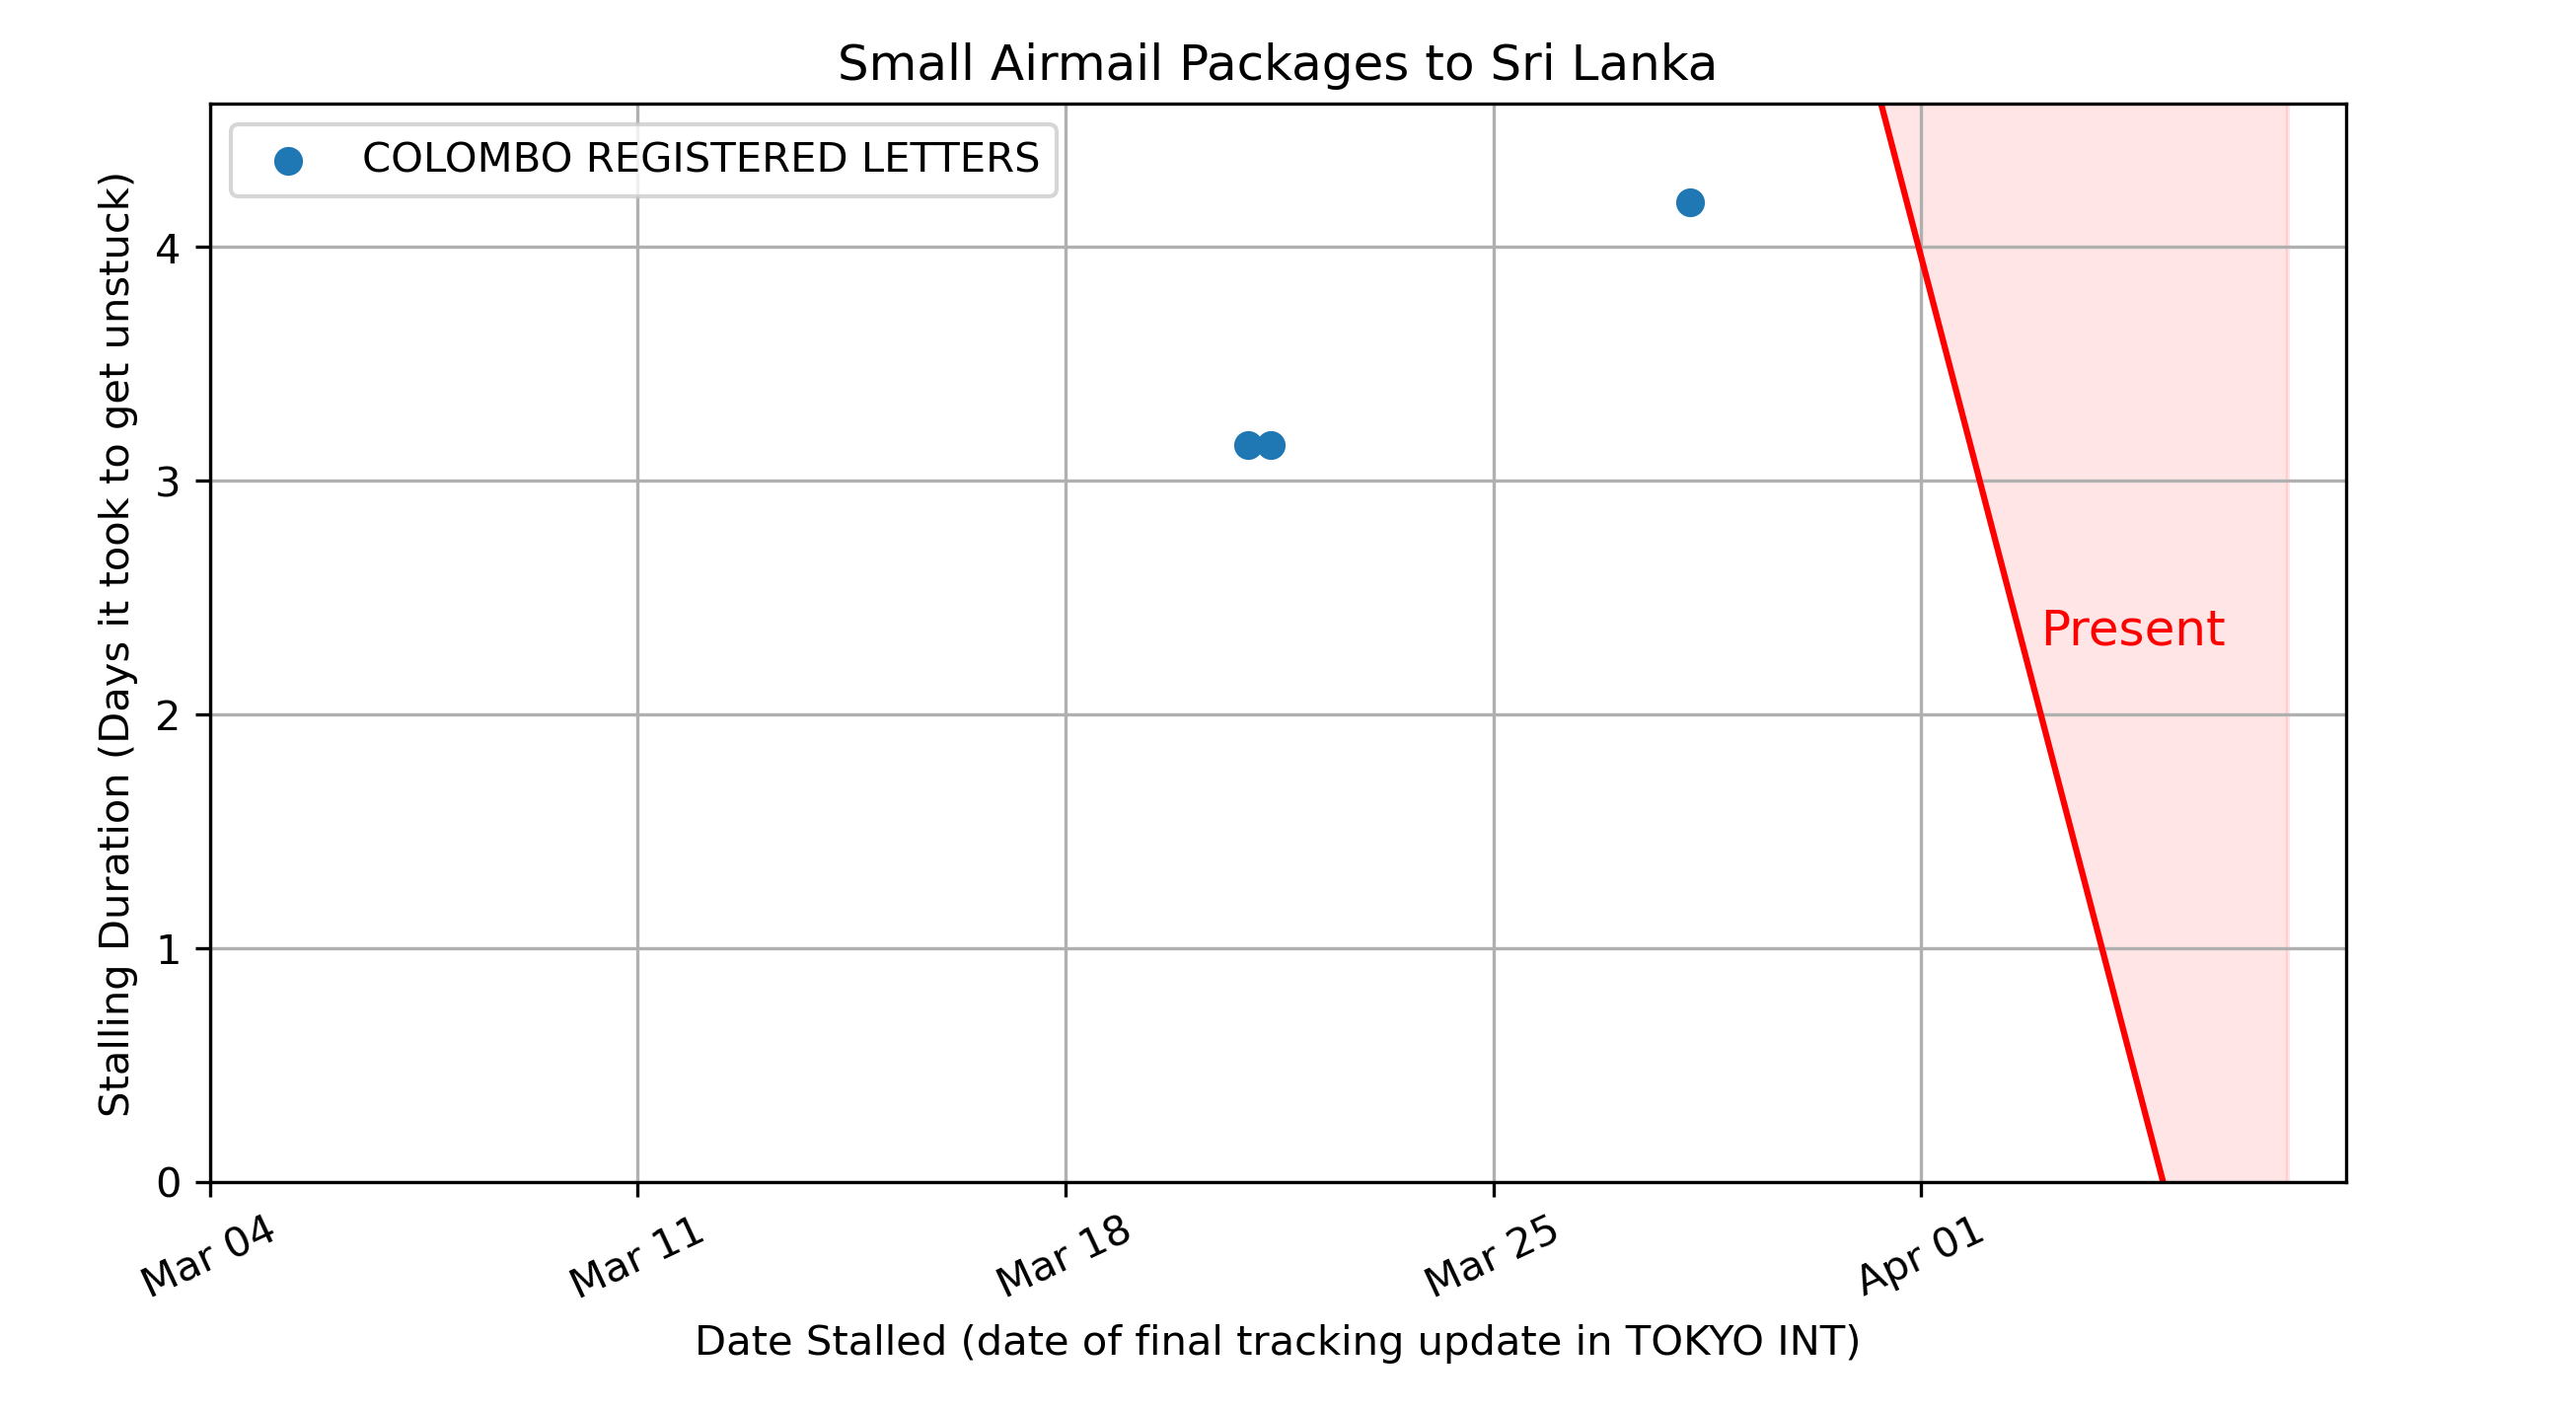 Small Airmail Packages to Sri Lanka
COLOMBO REGISTERED LETTERS
Stalling Duration (Days it took to get unstuck)
4
3
2
1
0
Present
Mar 04
Mar 11
Mar 18
Mar 25
Apr 01
Date Stalled (date of final tracking update in TOKYO INT)